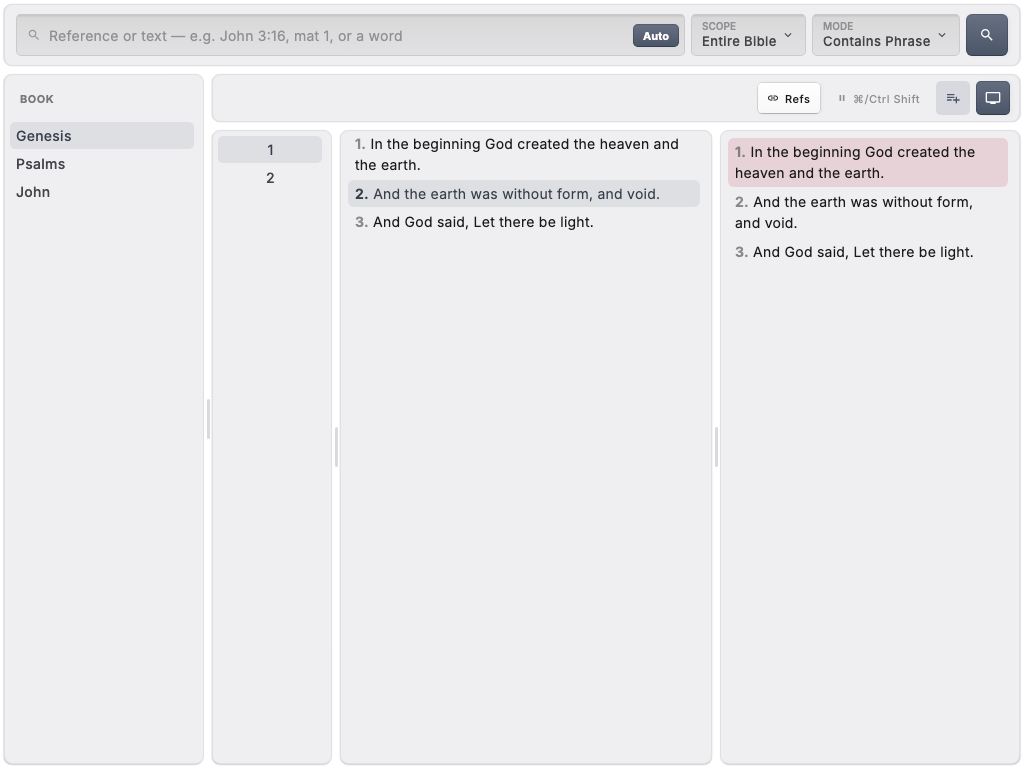 Reference or text — e.g. John 3:16, mat 1, or a word
Auto
SCOPE
Entire Bible
MODE
Contains Phrase
BOOK
Genesis
Psalms
John
Refs
⌘/Ctrl Shift
1
2
1. In the beginning God created the heaven and
the earth.
2. And the earth was without form, and void.
3. And God said, Let there be light.
1. In the beginning God created the
heaven and the earth.
2. And the earth was without form,
and void.
3. And God said, Let there be light.